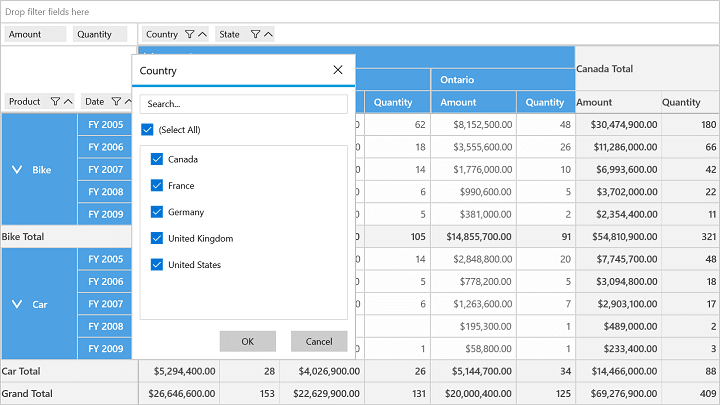 Drop filter fields here
Amount Quantity Country State
Country
Canada Total
Ontario
Product Date Quantity Amount Quantity Amount Quantity
Search...
(Select All)
Canada
France
Germany
United Kingdom
United States
OK Cancel
Bike FY 2005 62 $8,152,500.00 48 $30,474,900.00 180
FY 2006 18 $3,555,600.00 26 $11,286,000.00 66
FY 2007 14 $1,776,000.00 10 $6,993,600.00 42
FY 2008 6 $990,600.00 5 $3,702,000.00 22
FY 2009 5 $381,000.00 2 $2,354,400.00 11
Bike Total 105 $14,855,700.00 91 $54,810,900.00 321
Car FY 2005 14 $2,848,800.00 20 $7,745,700.00 48
FY 2006 5 $778,200.00 5 $3,094,800.00 18
FY 2007 6 $1,263,600.00 7 $2,903,100.00 17
FY 2008 $195,300.00 1 $489,000.00 2
FY 2009 1 $58,800.00 1 $233,400.00 3
Car Total $5,294,400.00 28 $4,026,900.00 26 $5,144,700.00 34 $14,466,000.00 88
Grand Total $26,646,600.00 153 $22,629,900.00 131 $20,000,400.00 125 $69,276,900.00 409